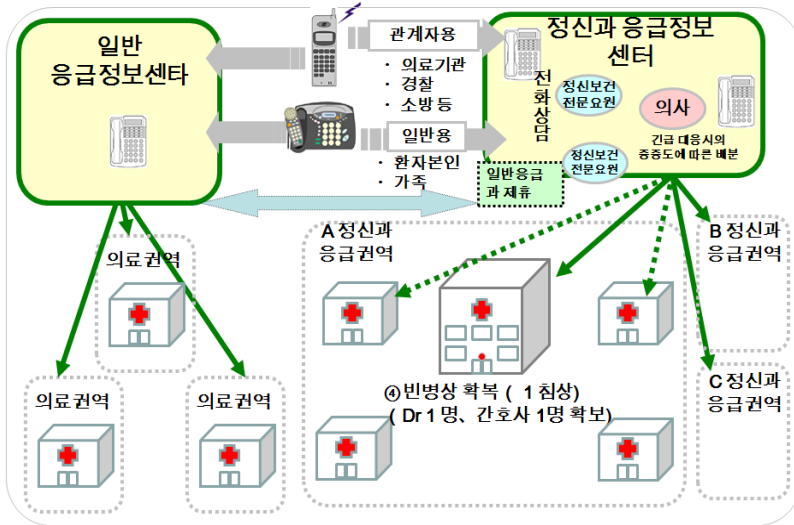 일반
응급정보센타
관계자용
· 의료기관
· 경찰
· 소방 등
일반용
· 환자본인
· 가족
정신과 응급정보
센터
전화상담
정신보건
전문요원
의사
긴급 대응시의
증증도에 따른 배분
정신보건
전문요원
일반응급
과 제휴
의료권역
의료권역
의료권역
A 정신과
응급권역
B 정신과
응급권역
C 정신과
응급권역
④ 빈병상 확복 ( 1 침상)
( Dr 1 명、간호사 1명 확보)